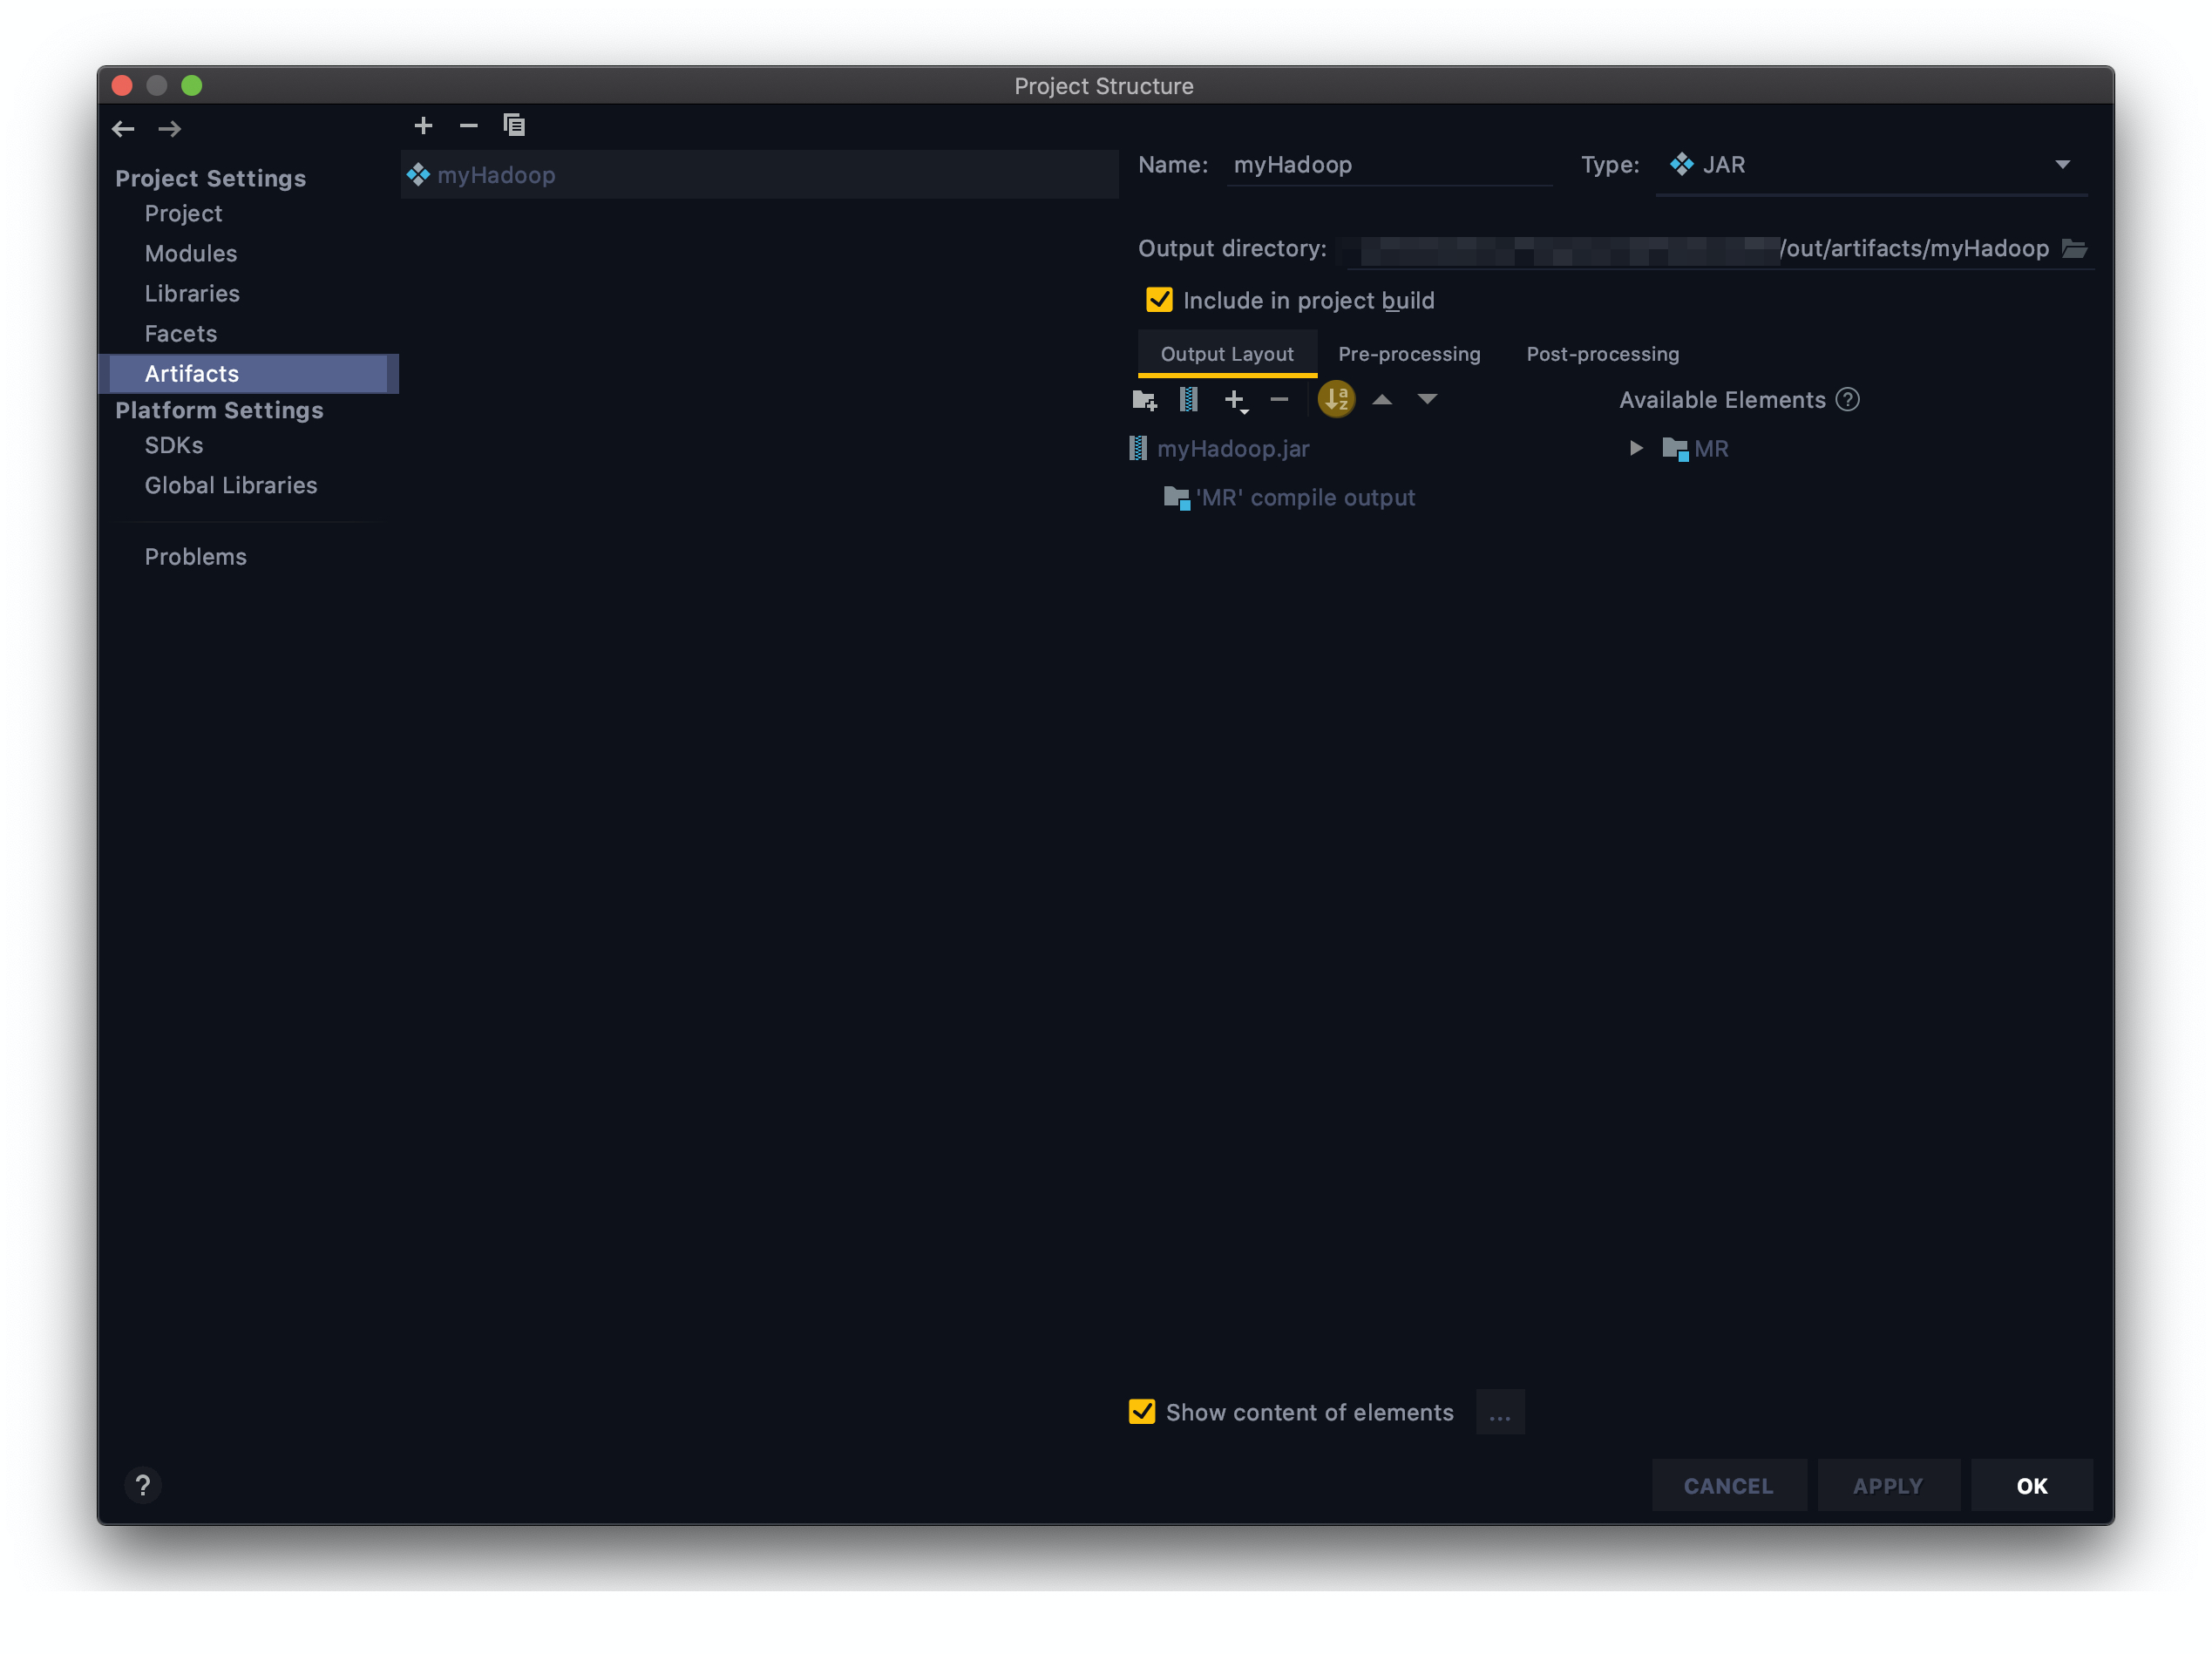 Project Structure
Project Settings
Project
Modules
Libraries
Facets
Artifacts
Platform Settings
SDKs
Global Libraries
Problems
myHadoop
Name: myHadoop Type: JAR
Output directory: /out/artifacts/myHadoop
Include in project build
Output Layout Pre-processing Post-processing
Available Elements ?
myHadoop.jar
MR
'MR' compile output
Show content of elements ...
? CANCEL APPLY OK